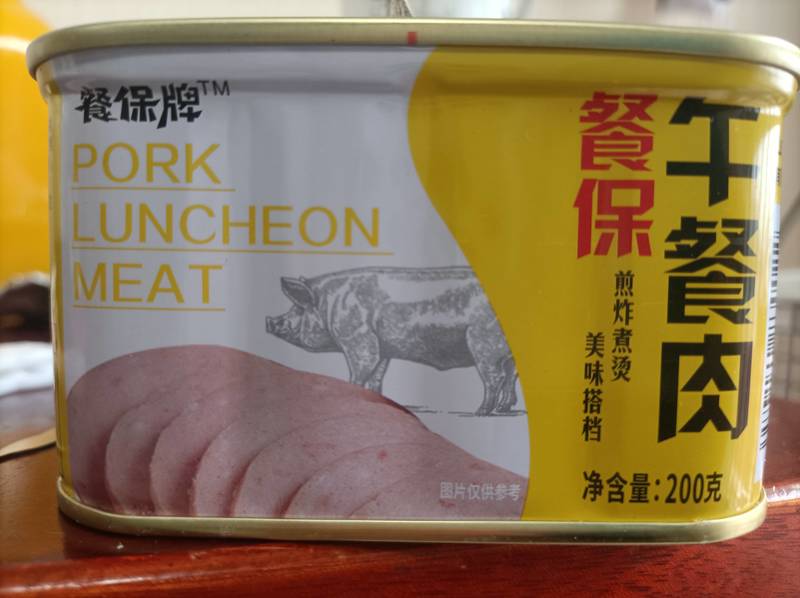 餐保牌™
PORK
LUNCHEON
MEAT
餐保
午餐肉
煎炸煮烫
美味搭档
图片仅供参考
净含量：200克